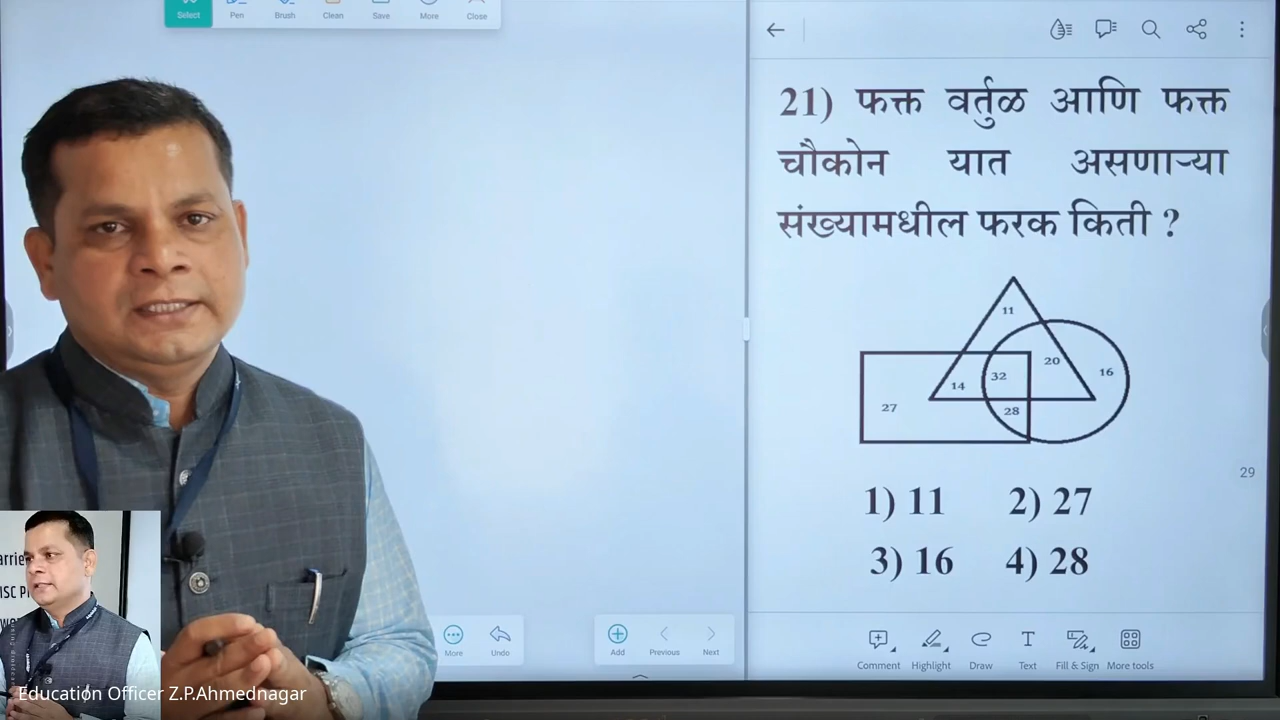 Select Pen Brush Clean Save More Close
21) फक्त वर्तुळ आणि फक्त
चौकोन यात असणाऱ्या
संख्यामधील फरक किती ?
11
20
16
32
14
27
28
29
1) 11 2) 27
3) 16 4) 28
More Undo Add Previous Next
Comment Highlight Draw Text Fill & Sign More tools
Education Officer Z.P.Ahmednagar